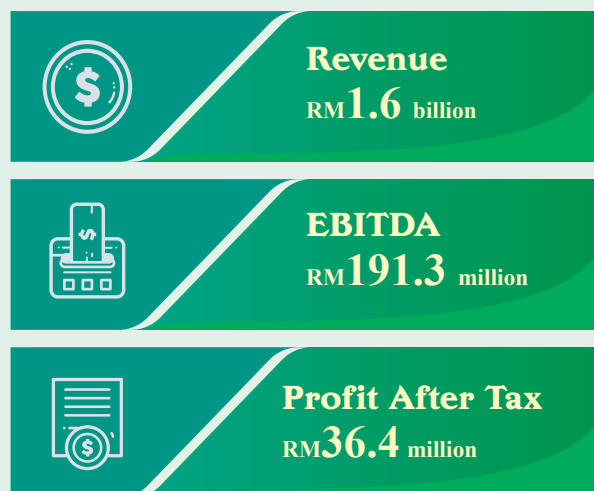 $
Revenue
RM1.6 billion
$
EBITDA
RM191.3 million
$
Profit After Tax
RM36.4 million